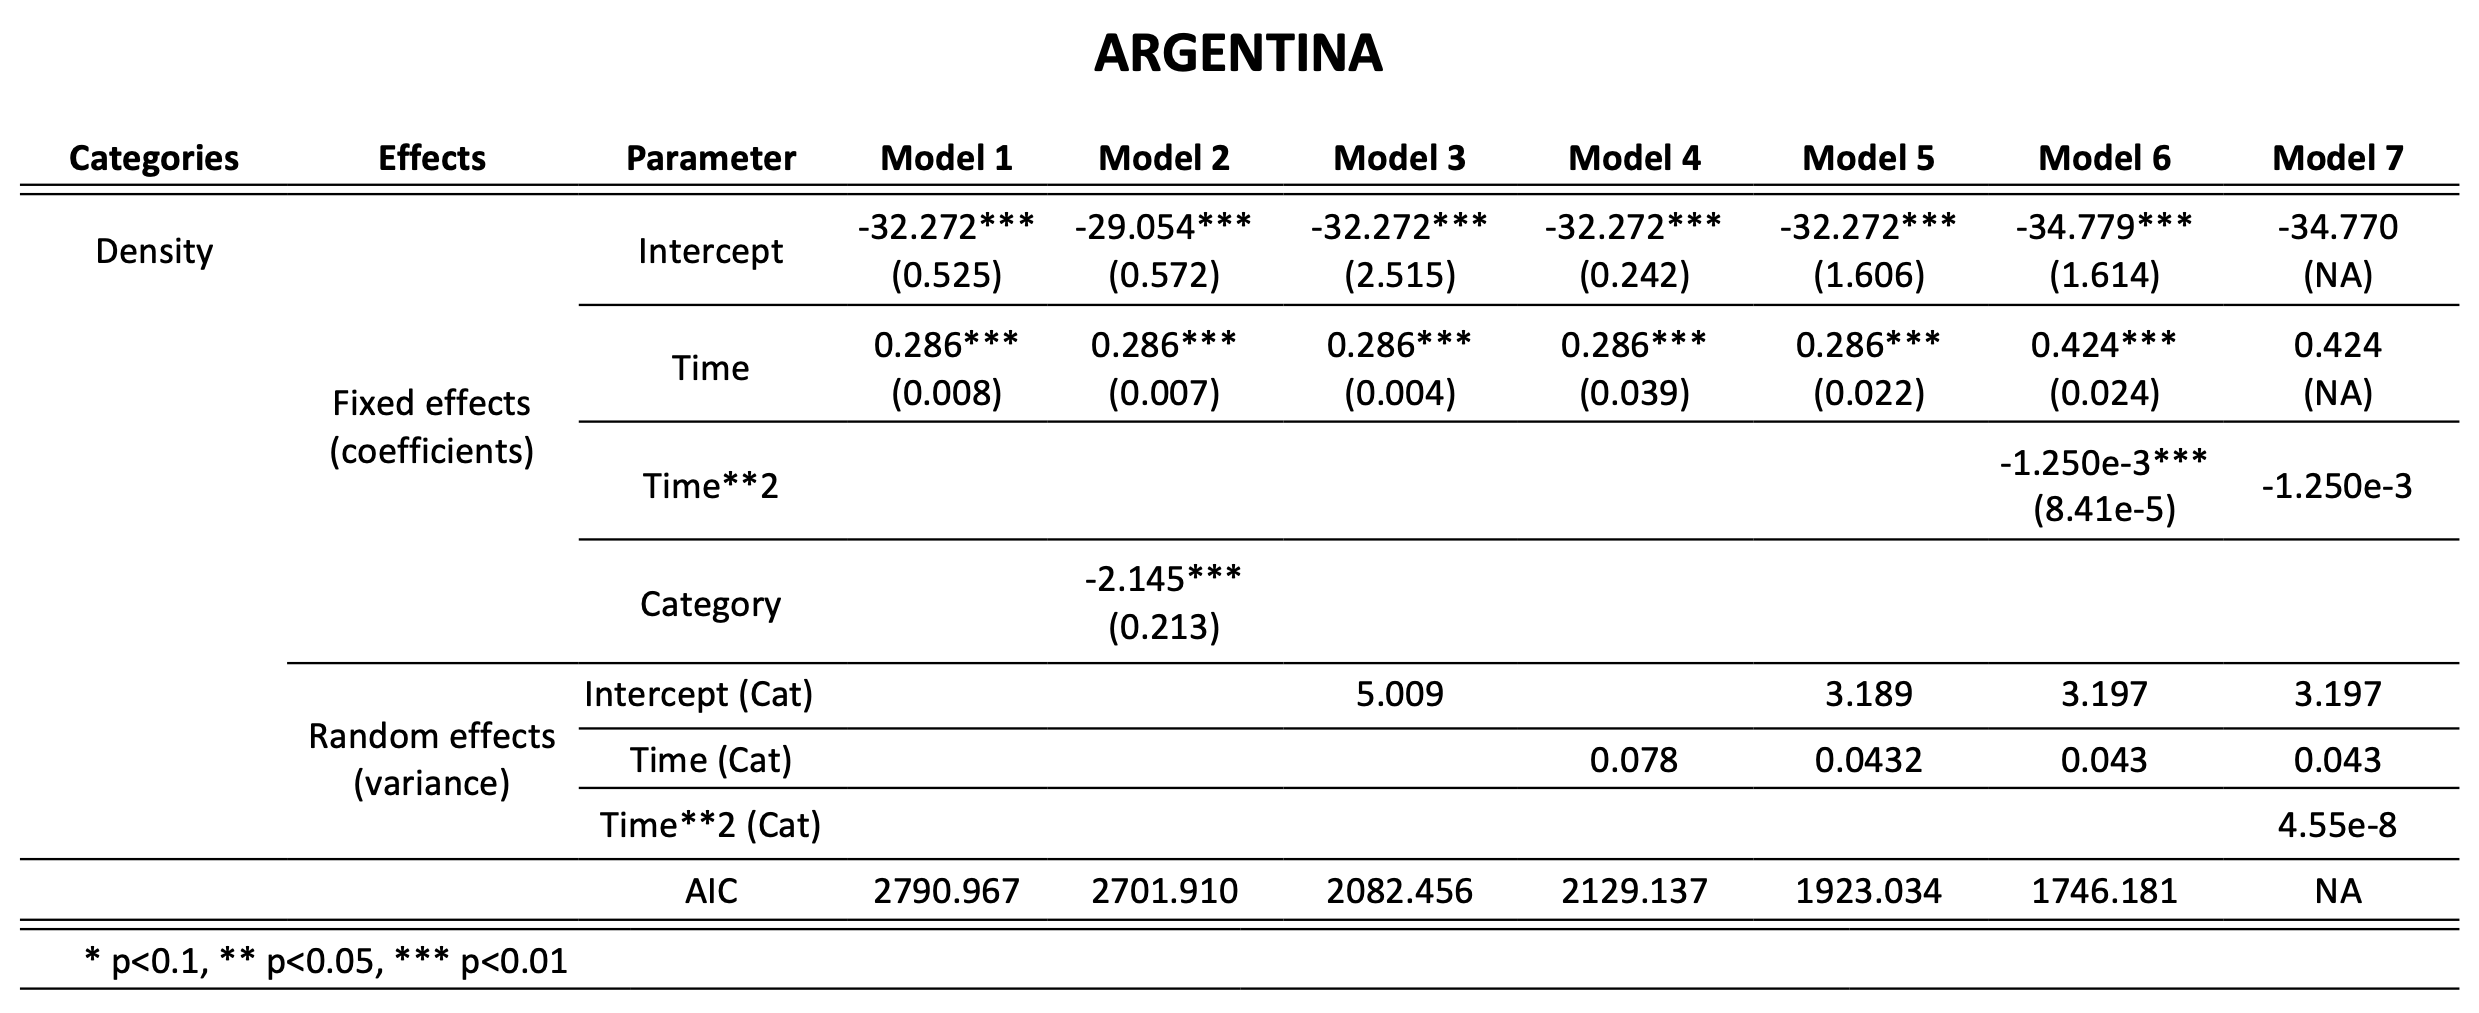 ARGENTINA
Categories Effects Parameter Model 1 Model 2 Model 3 Model 4 Model 5 Model 6 Model 7
Density
Fixed effects
(coefficients)
Intercept
-32.272*** -29.054*** -32.272*** -32.272*** -32.272*** -34.779*** -34.770
(0.525) (0.572) (2.515) (0.242) (1.606) (1.614) (NA)
Time
0.286*** 0.286*** 0.286*** 0.286*** 0.286*** 0.424*** 0.424
(0.008) (0.007) (0.004) (0.039) (0.022) (0.024) (NA)
Time**2
-1.250e-3*** -1.250e-3
(8.41e-5)
Category
-2.145***
(0.213)
Random effects
(variance)
Intercept (Cat) 5.009 3.189 3.197 3.197
Time (Cat) 0.078 0.0432 0.043 0.043
Time**2 (Cat) 4.55e-8
AIC 2790.967 2701.910 2082.456 2129.137 1923.034 1746.181 NA
* p<0.1, ** p<0.05, *** p<0.01